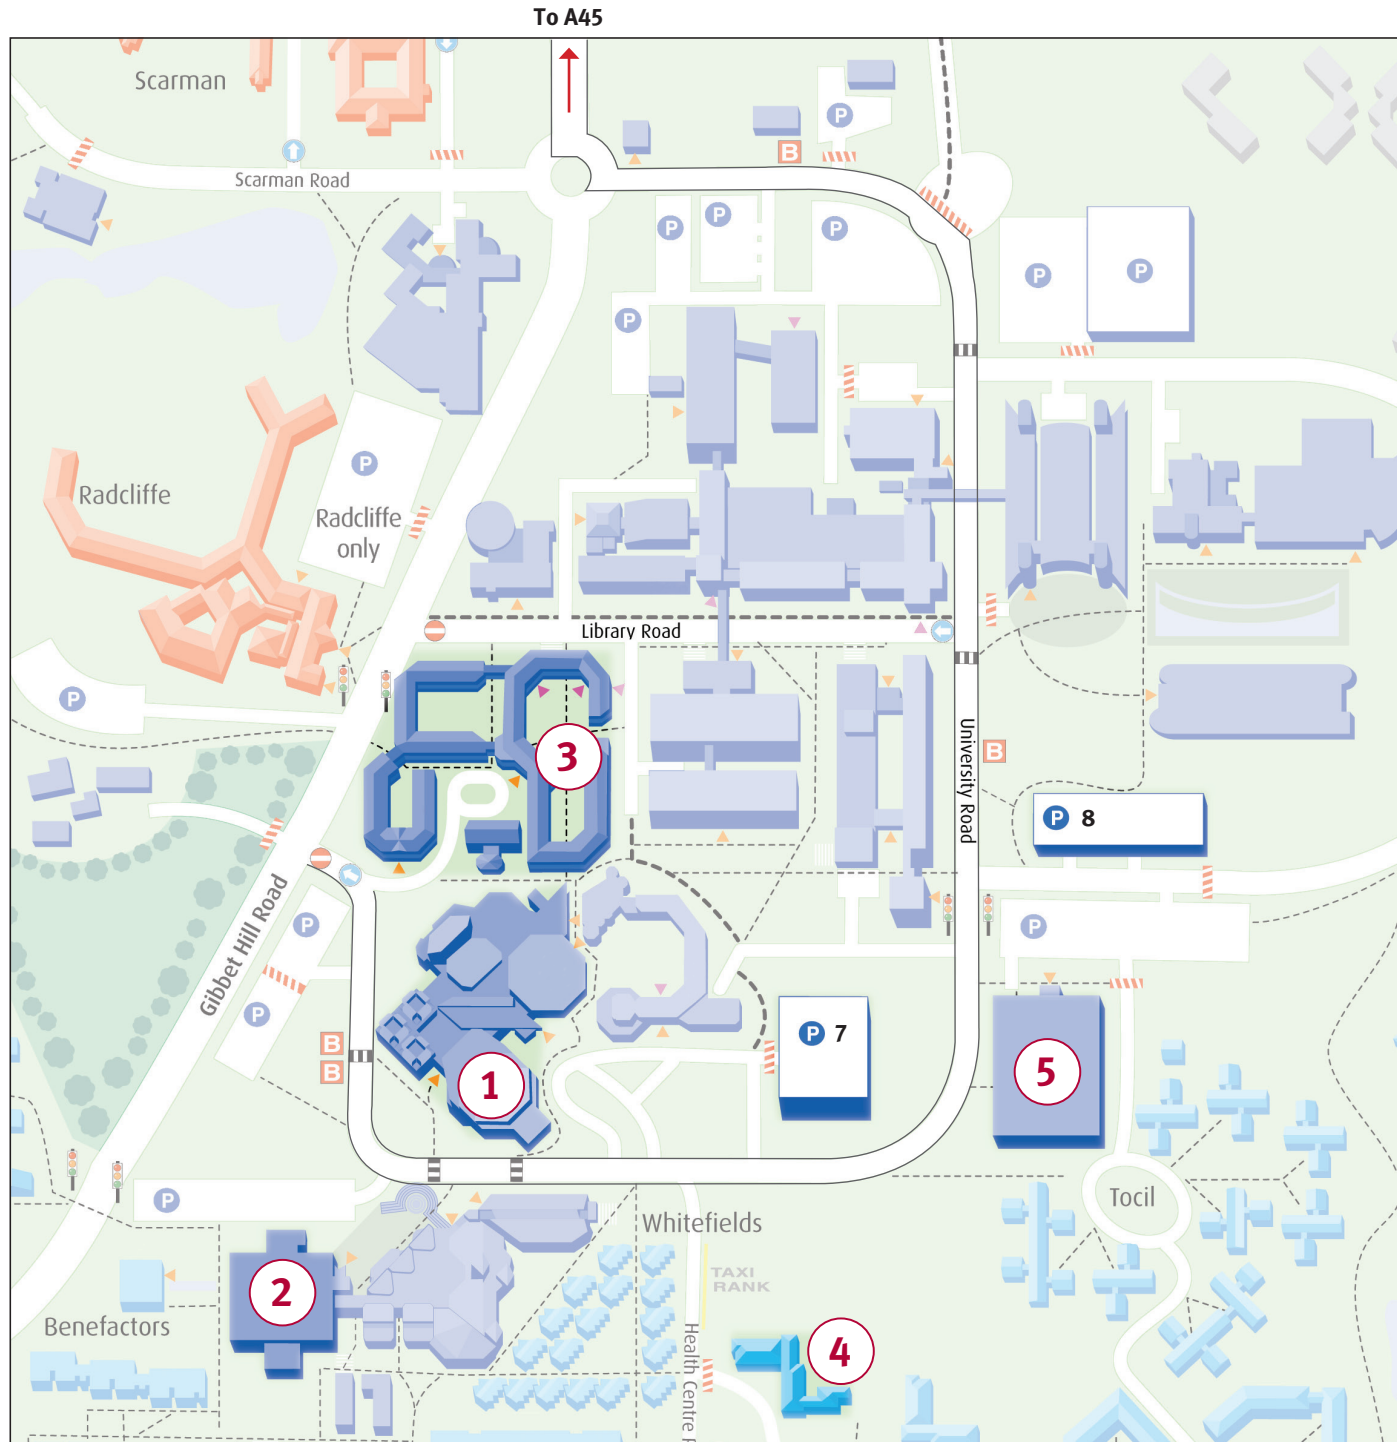 To A45
Scarman
P
B
Scarman Road
P
P
P
P
P
P
P
Radcliffe
Radcliffe
only
Library Road
P
3
University Road
B
P 8
Gibbet Hill Road
P
P
P
B
B
P 7
1
5
P
Tocil
Whitefields
TAXI
RANK
2
Benefactors
Health Centre
4